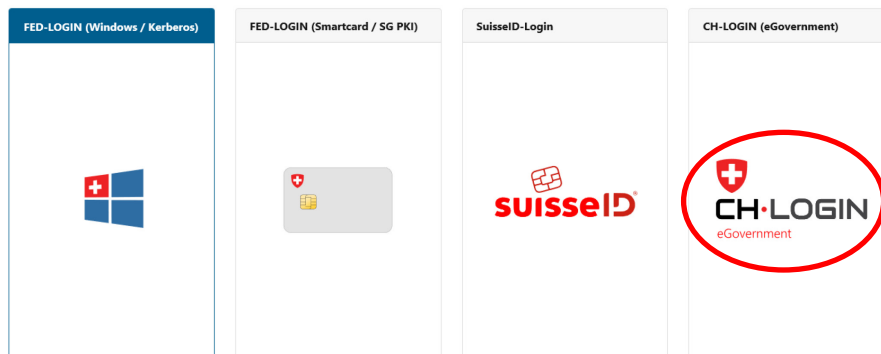 FED-LOGIN (Windows / Kerberos)
FED-LOGIN (Smartcard / SG PKI)
SuisseID-Login
CH-LOGIN (eGovernment)
suisseID
CH·LOGIN
eGovernment